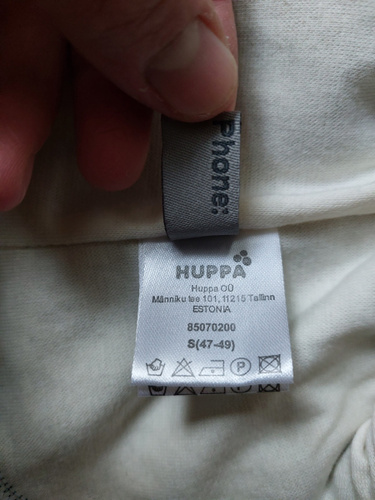 Phone:
HUPPA
Huppa OÜ
Männiku tee 101, 11215 Tallinn
ESTONIA
85070200
S(47-49)